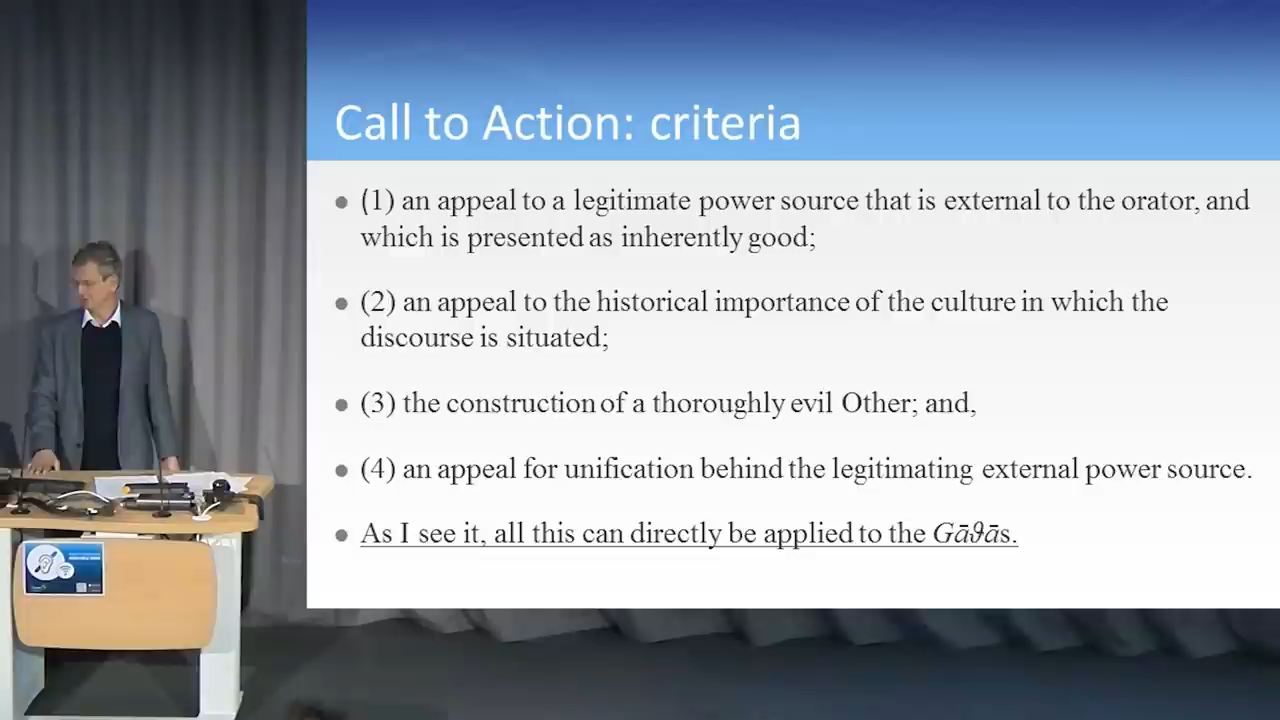 Call to Action: criteria
(1) an appeal to a legitimate power source that is external to the orator, and
which is presented as inherently good;
(2) an appeal to the historical importance of the culture in which the
discourse is situated;
(3) the construction of a thoroughly evil Other; and,
(4) an appeal for unification behind the legitimating external power source.
As I see it, all this can directly be applied to the Gāϑās.